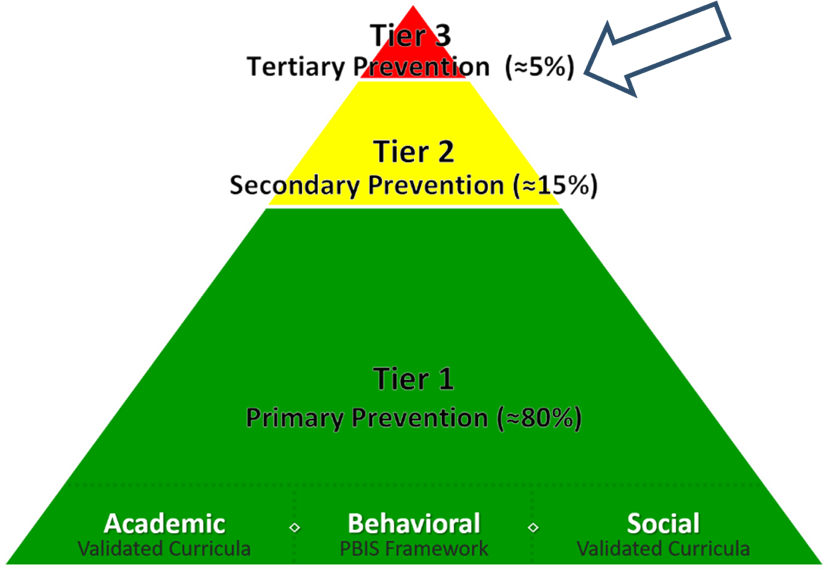 Tier 3
Tertiary Prevention (≈5%)
Tier 2
Secondary Prevention (≈15%)
Tier 1
Primary Prevention (≈80%)
Academic ◇ Behavioral ◇ Social
Validated Curricula PBIS Framework Validated Curricula